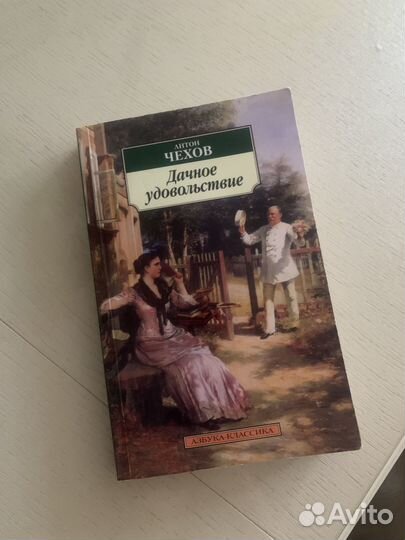 АНТОН
ЧЕХОВ
Дачное
удовольствие
АЗБУКА-КЛАССИКА
Avito